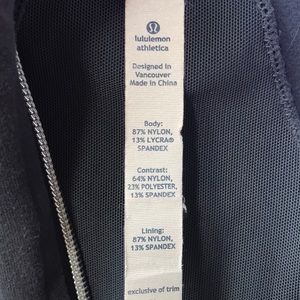 lululemon
athletica
Designed in
Vancouver
Made in China
Body:
87% NYLON,
13% LYCRA®
SPANDEX
Contrast:
64% NYLON,
23% POLYESTER,
13% SPANDEX
Lining:
87% NYLON,
13% SPANDEX
exclusive of trim